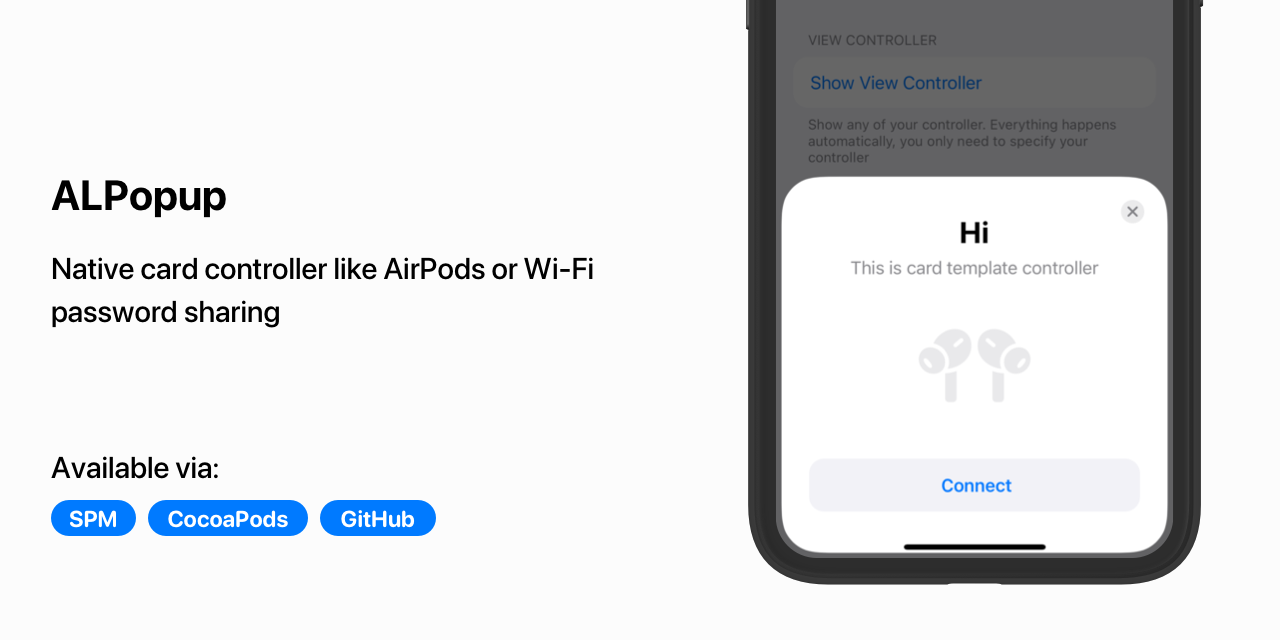 ALPopup
Native card controller like AirPods or Wi-Fi
password sharing
Available via:
SPM
CocoaPods
GitHub
VIEW CONTROLLER
Show View Controller
Show any of your controller. Everything happens
automatically, you only need to specify your
controller
Hi
This is card template controller
Connect